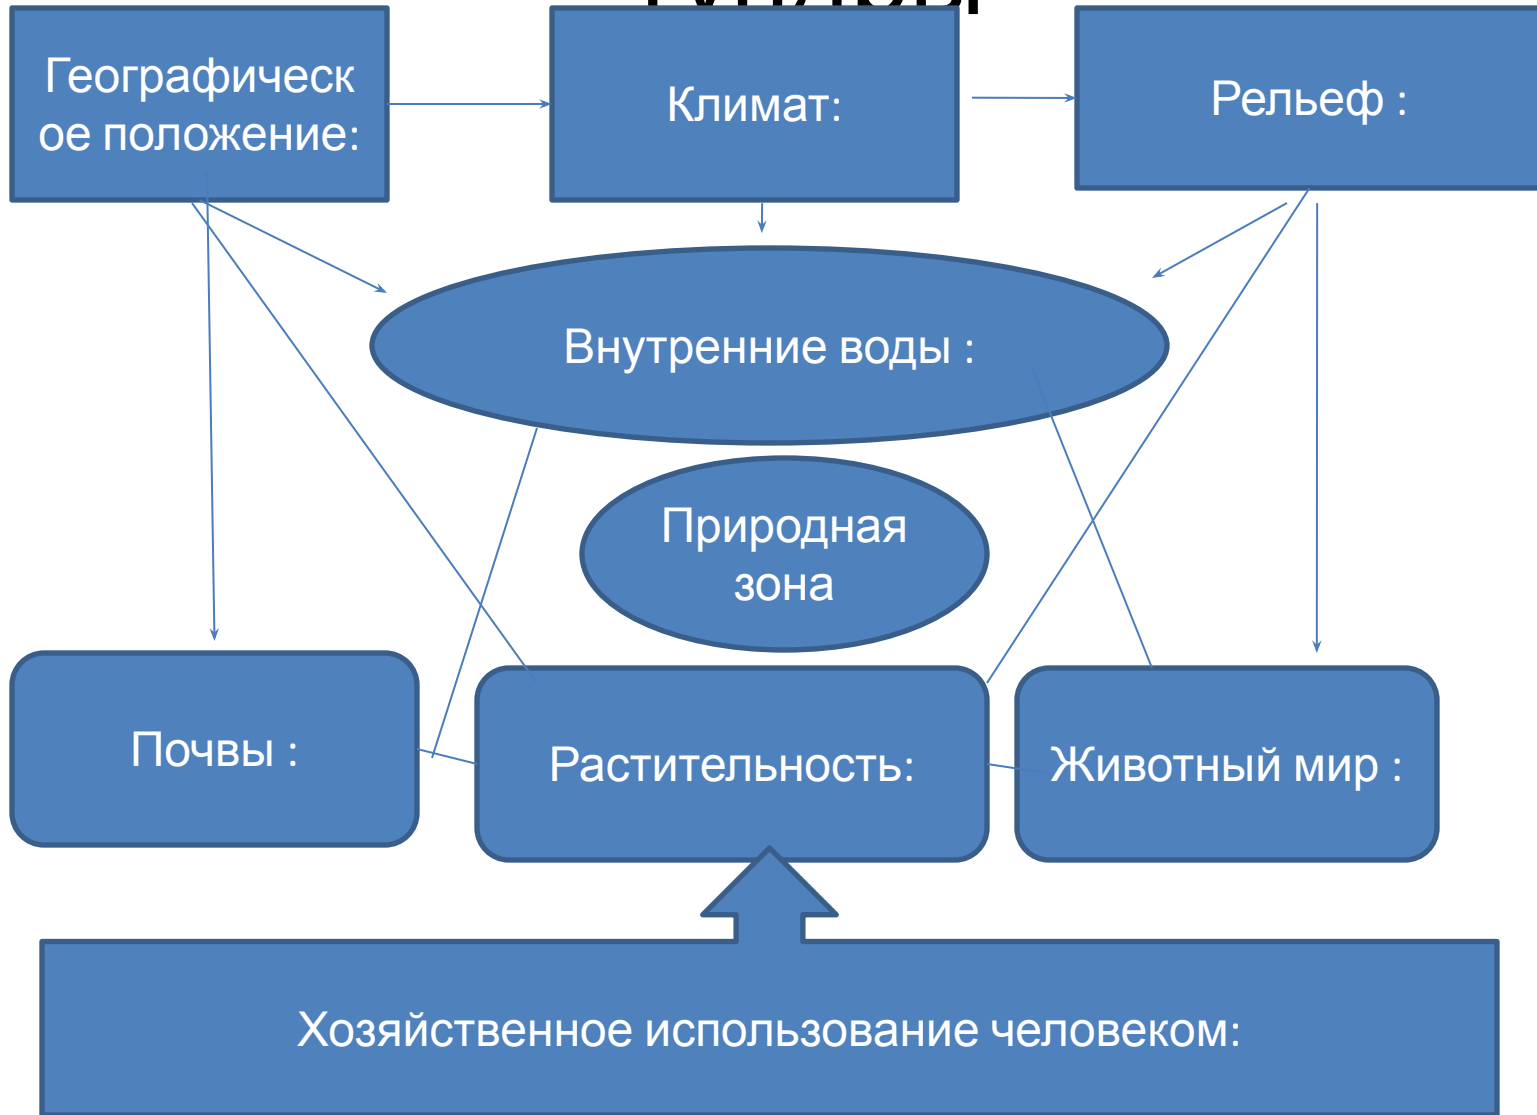 Географическ
ое положение:
Климат:
Рельеф :
Внутренние воды :
Природная
зона
Почвы :
Растительность:
Животный мир :
Хозяйственное использование человеком: